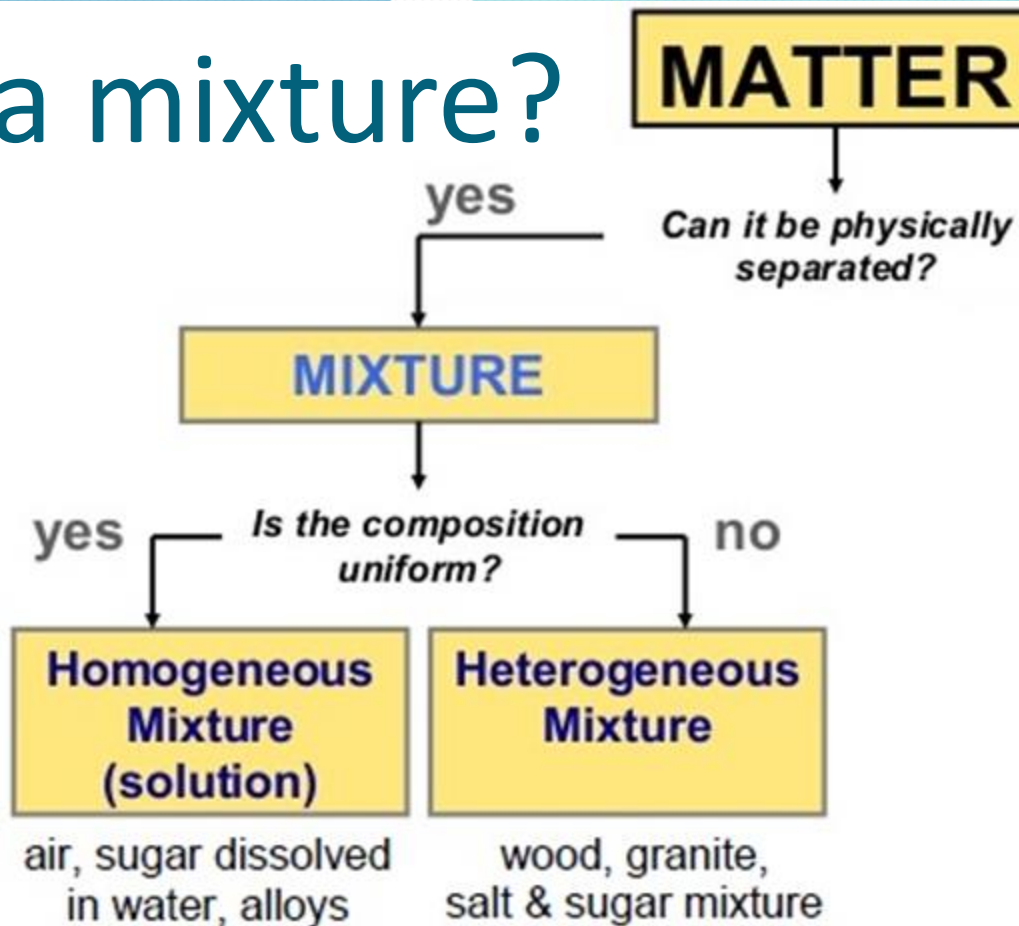 a mixture?
MATTER
yes
Can it be physically
separated?
MIXTURE
yes
Is the composition
uniform?
no
Homogeneous
Mixture
(solution)
Heterogeneous
Mixture
air, sugar dissolved
in water, alloys
wood, granite,
salt & sugar mixture